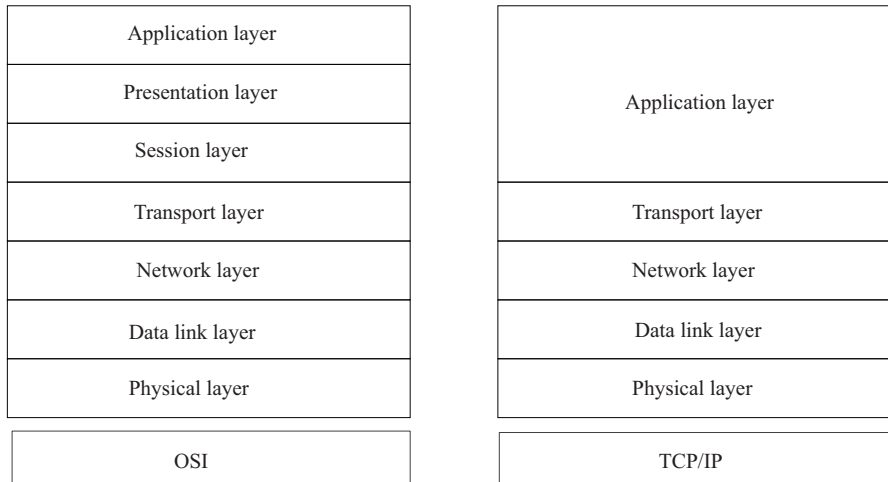 Application layer
Presentation layer
Session layer
Transport layer
Network layer
Data link layer
Physical layer
OSI
Application layer
Transport layer
Network layer
Data link layer
Physical layer
TCP/IP